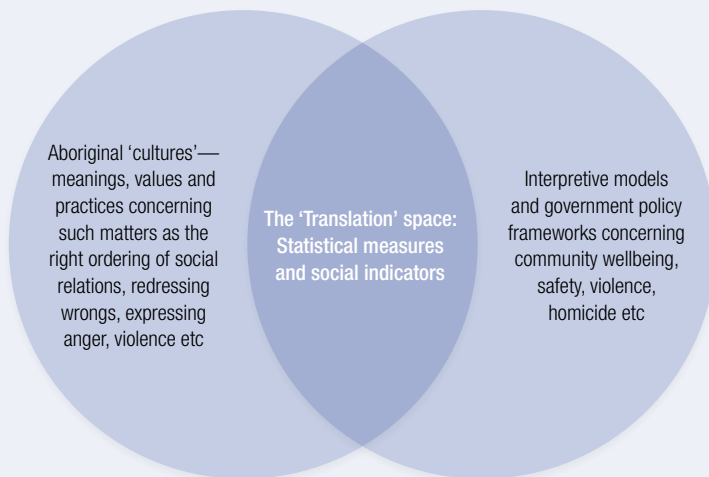 Aboriginal ‘cultures’—
meanings, values and
practices concerning
such matters as the
right ordering of social
relations, redressing
wrongs, expressing
anger, violence etc
The ‘Translation’ space:
Statistical measures
and social indicators
Interpretive models
and government policy
frameworks concerning
community wellbeing,
safety, violence,
homicide etc